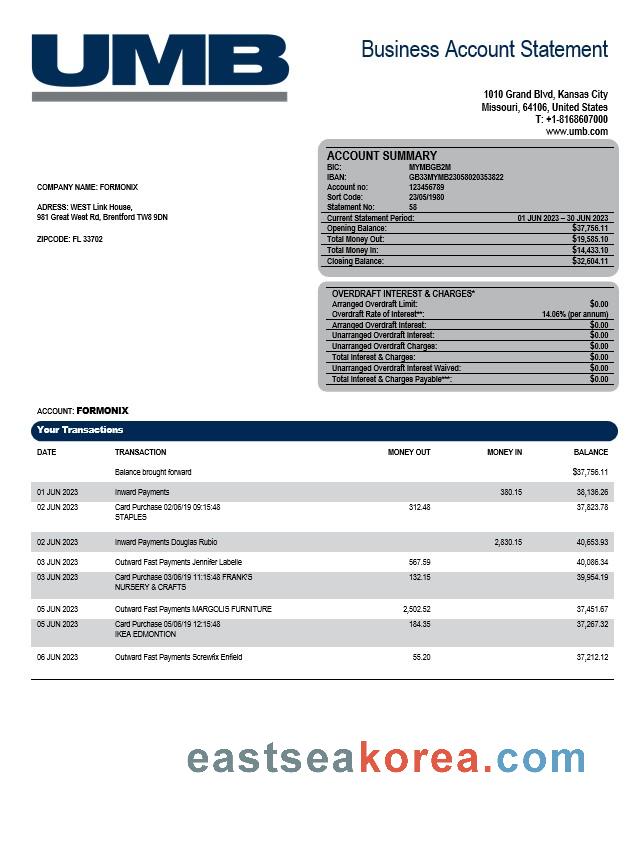 UMB
Business Account Statement
1010 Grand Blvd, Kansas City
Missouri, 64106, United States
T: +1-8168607000
www.umb.com
ACCOUNT SUMMARY
BIC: MYMBGB2M
IBAN: GB33MYMB23058020353822
Account no: 123456789
Sort Code: 23/05/1980
Statement No: 58
Current Statement Period: 01 JUN 2023 – 30 JUN 2023
Opening Balance: $37,756.11
Total Money Out: $19,585.10
Total Money In: $14,433.10
Closing Balance: $32,604.11
COMPANY NAME: FORMONIX
ADRESS: WEST Link House,
981 Great West Rd, Brentford TW8 9DN
ZIPCODE: FL 33702
OVERDRAFT INTEREST & CHARGES*
Arranged Overdraft Limit: $0.00
Overdraft Rate of Interest**: 14.06% (per annum)
Arranged Overdraft Interest: $0.00
Unarranged Overdraft Interest: $0.00
Unarranged Overdraft Charges: $0.00
Total Interest & Charges: $0.00
Unarranged Overdraft Interest Waived: $0.00
Total Interest & Charges Payable***: $0.00
ACCOUNT: FORMONIX
Your Transactions
DATE TRANSACTION MONEY OUT MONEY IN BALANCE
Balance brought forward $37,756.11
01 JUN 2023 Inward Payments 380.15 38,136.26
02 JUN 2023 Card Purchase 02/06/19 09:15:48 312.48 37,823.78
STAPLES
02 JUN 2023 Inward Payments Douglas Rubio 2,830.15 40,653.93
03 JUN 2023 Outward Fast Payments Jennifer Labelle 567.59 40,086.34
03 JUN 2023 Card Purchase 03/06/19 11:15:48 FRANK'S 132.15 39,954.19
NURSERY & CRAFTS
05 JUN 2023 Outward Fast Payments MARGOLIS FURNITURE 2,502.52 37,451.67
05 JUN 2023 Card Purchase 05/06/19 12:15:48 184.35 37,267.32
IKEA EDMONTION
06 JUN 2023 Outward Fast Payments Screwfix Enfield 55.20 37,212.12
eastseakorea.com